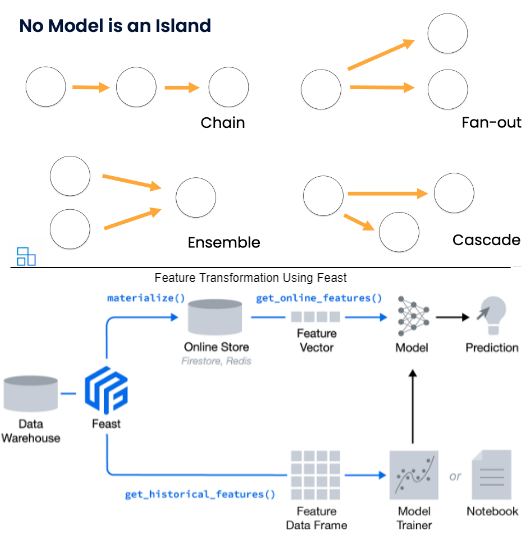 No Model is an Island
Chain
Fan-out
Ensemble
Cascade
Feature Transformation Using Feast
materialize()
get_online_features()
Online Store
Firestore, Redis
Feature
Vector
Model
Prediction
Data
Warehouse
Feast
get_historical_features()
Feature
Data Frame
Model
Trainer
or
Notebook